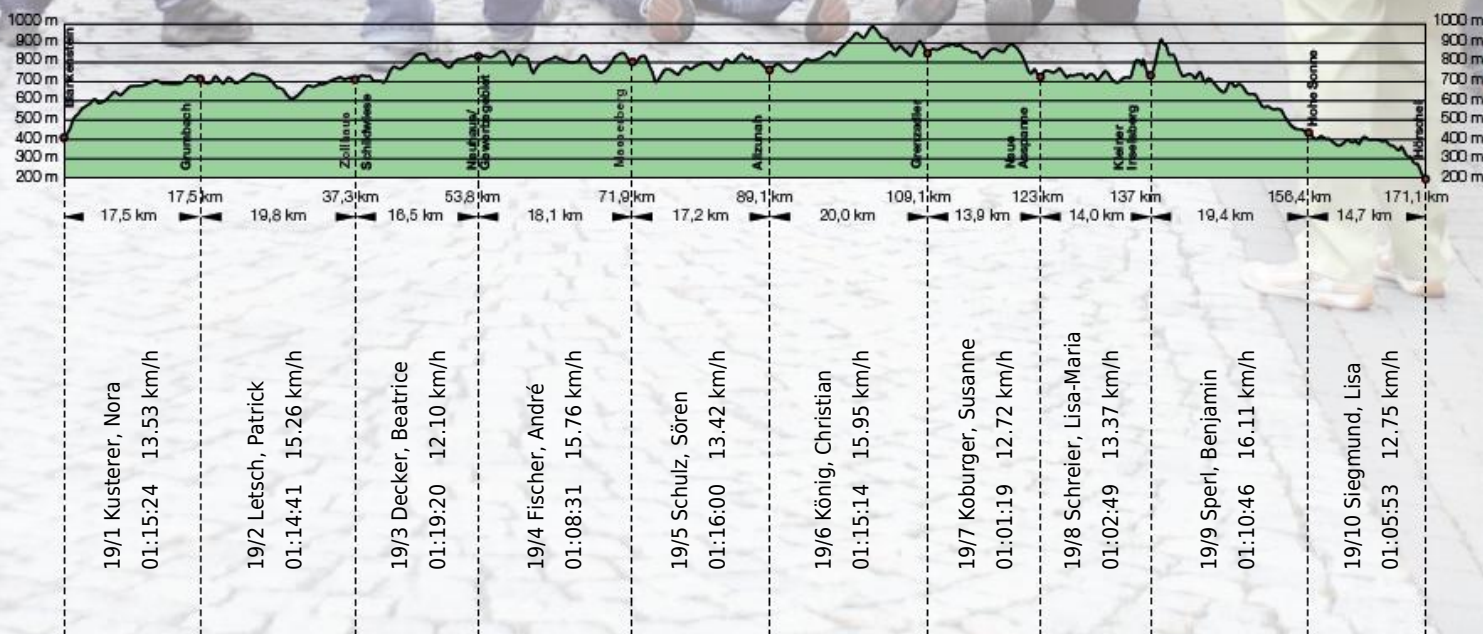 1000 m
900 m
800 m
700 m
600 m
500 m
400 m
300 m
200 m
1000 m
900 m
800 m
700 m
600 m
500 m
400 m
300 m
200 m
Blankenstein
Grumbach
Zollhaus
Schildwiese
Neuhaus/
Gewerbegebiet
Masserberg
Allzunah
Grenzadler
Neue
Ausspanne
Kleiner
Inselsberg
Hohe Sonne
Hörschel
17,5 km
37,3 km
53,8 km
71,9 km
89,1 km
109,1 km
123 km
137 km
156,4 km
171,1 km
17,5 km
19,8 km
16,5 km
18,1 km
17,2 km
20,0 km
13,9 km
14,0 km
19,4 km
14,7 km
19/1 Kusterer, Nora
01:15:24 13.53 km/h
19/2 Letsch, Patrick
01:14:41 15.26 km/h
19/3 Decker, Beatrice
01:19:20 12.10 km/h
19/4 Fischer, André
01:08:31 15.76 km/h
19/5 Schulz, Sören
01:16:00 13.42 km/h
19/6 König, Christian
01:15:14 15.95 km/h
19/7 Koburger, Susanne
01:01:19 12.72 km/h
19/8 Schreier, Lisa-Maria
01:02:49 13.37 km/h
19/9 Sperl, Benjamin
01:10:46 16.11 km/h
19/10 Siegmund, Lisa
01:05:53 12.75 km/h